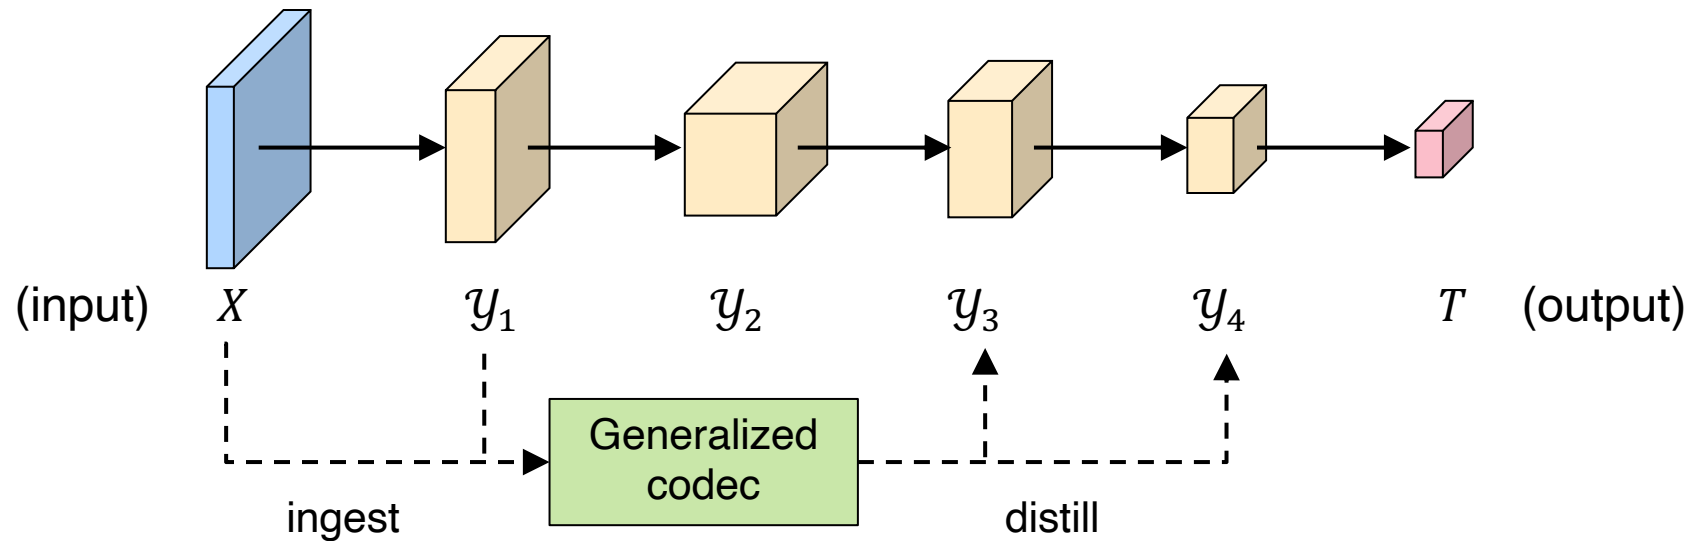 (input) X 𝒴₁ 𝒴₂ 𝒴₃ 𝒴₄ T (output)
Generalized
codec
ingest
distill